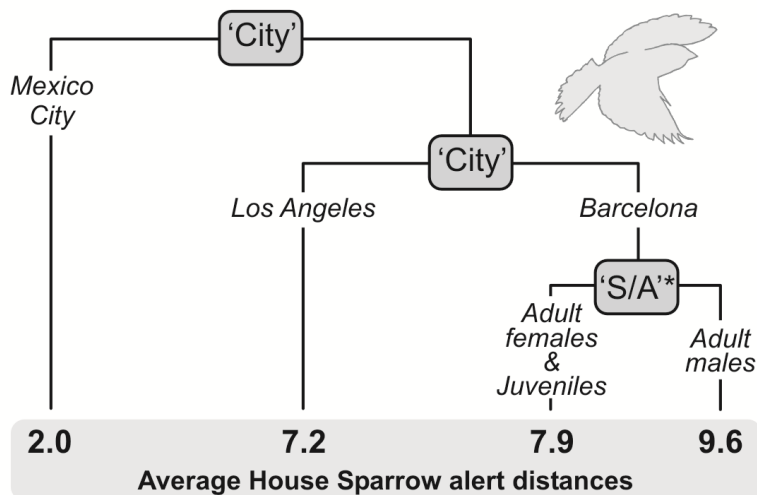 ‘City’
Mexico
City
‘City’
Los Angeles
Barcelona
‘S/A’*
Adult
females
&
Juveniles
Adult
males
2.0
7.2
7.9
9.6
Average House Sparrow alert distances